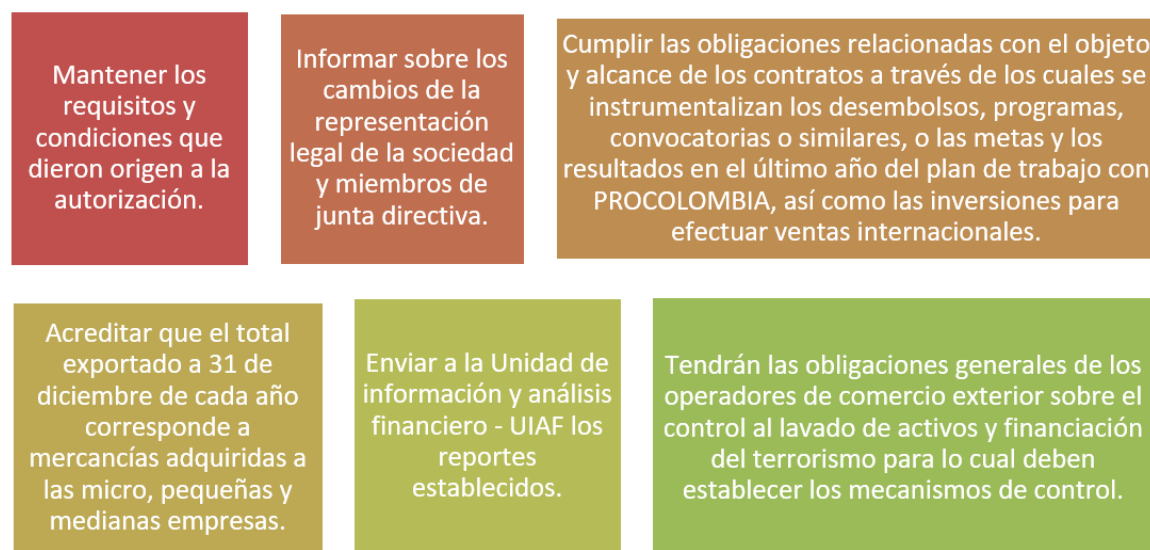 Mantener los
requisitos y
condiciones que
dieron origen a la
autorización.
Informar sobre los
cambios de la
representación
legal de la sociedad
y miembros de
junta directiva.
Cumplir las obligaciones relacionadas con el objeto
y alcance de los contratos a través de los cuales se
instrumentalizan los desembolsos, programas,
convocatorias o similares, o las metas y los
resultados en el último año del plan de trabajo con
PROCOLOMBIA, así como las inversiones para
efectuar ventas internacionales.
Acreditar que el total
exportado a 31 de
diciembre de cada año
corresponde a
mercancías adquiridas a
las micro, pequeñas y
medianas empresas.
Enviar a la Unidad de
información y análisis
financiero - UIAF los
reportes
establecidos.
Tendrán las obligaciones generales de los
operadores de comercio exterior sobre el
control al lavado de activos y financiación
del terrorismo para lo cual deben
establecer los mecanismos de control.